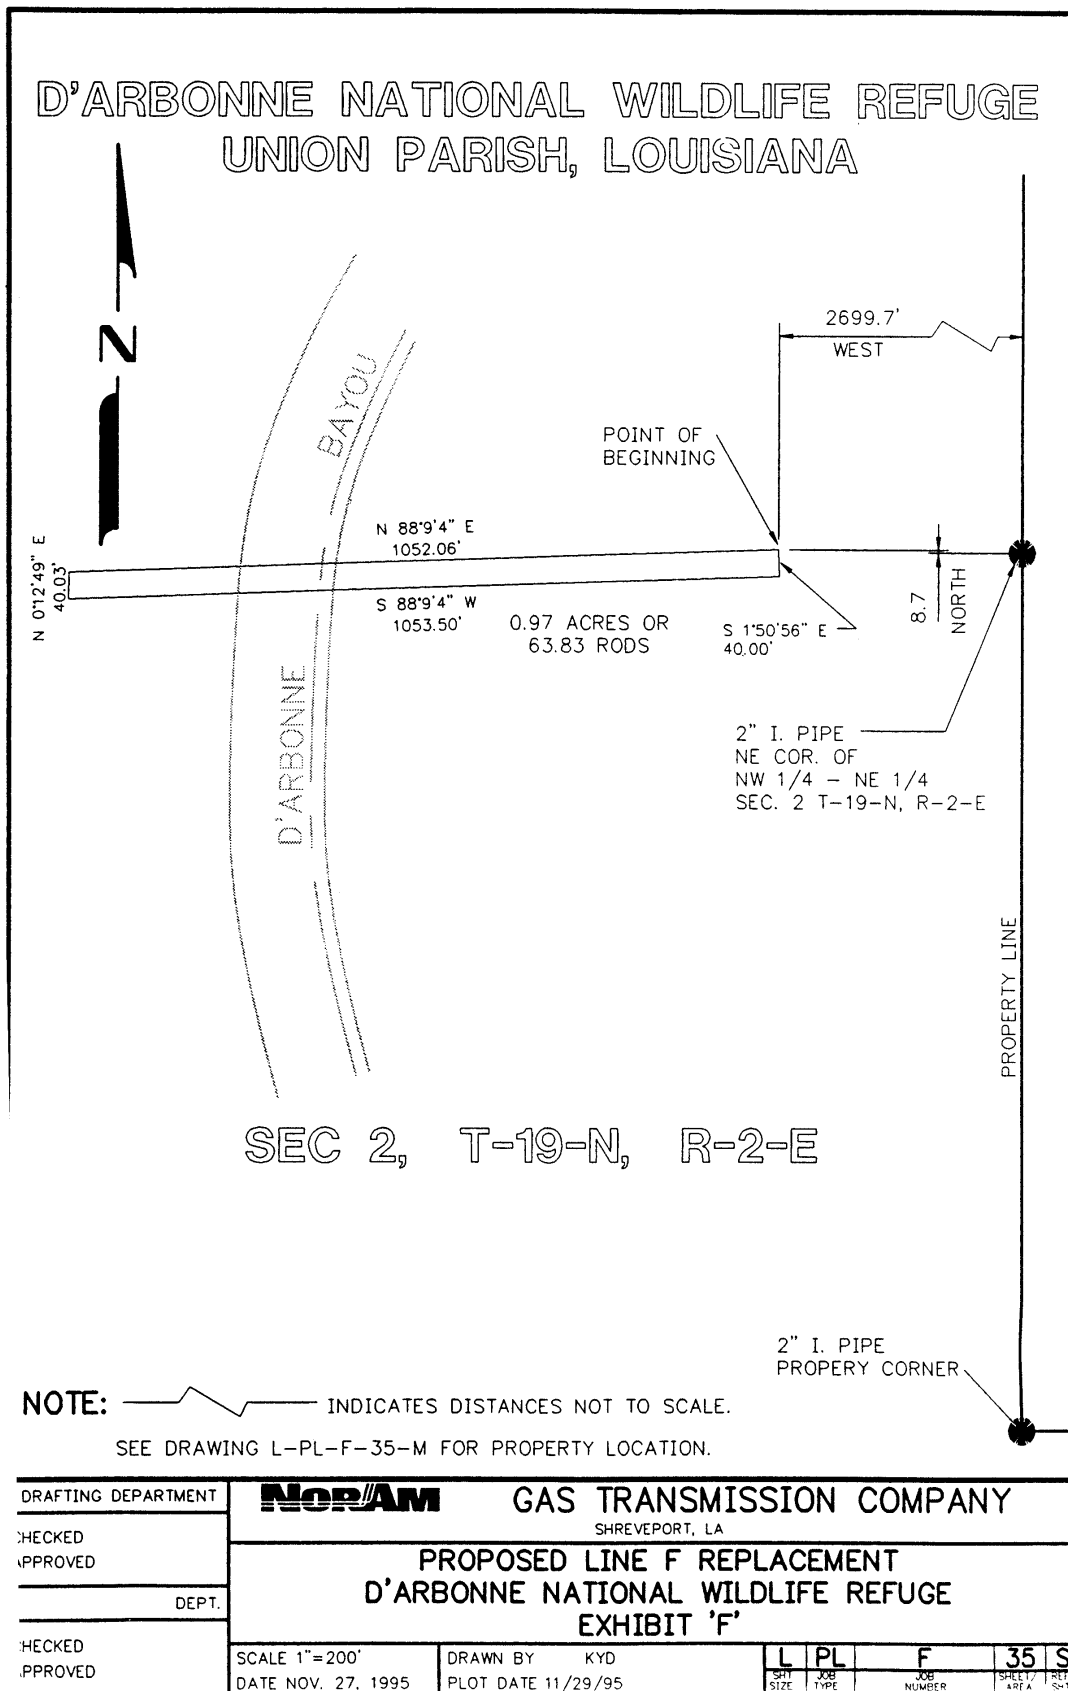 D'ARBONNE NATIONAL WILDLIFE REFUGE
UNION PARISH, LOUISIANA
N
2699.7'
WEST
BAYOU
POINT OF
BEGINNING
N 88°9'4" E
1052.06'
N 0°12'49" E
40.03'
S 88°9'4" W
1053.50'
0.97 ACRES OR
63.83 RODS
S 1°50'56" E
40.00'
8.7
NORTH
D'ARBONNE
2" I. PIPE
NE COR. OF
NW 1/4 - NE 1/4
SEC. 2 T-19-N, R-2-E
PROPERTY LINE
SEC 2, T-19-N, R-2-E
2" I. PIPE
PROPERY CORNER
NOTE: INDICATES DISTANCES NOT TO SCALE.
SEE DRAWING L-PL-F-35-M FOR PROPERTY LOCATION.
DRAFTING DEPARTMENT
HECKED
PPROVED
DEPT.
HECKED
PPROVED
NORAM GAS TRANSMISSION COMPANY
SHREVEPORT, LA
PROPOSED LINE F REPLACEMENT
D'ARBONNE NATIONAL WILDLIFE REFUGE
EXHIBIT 'F'
SCALE 1"=200'
DATE NOV. 27, 1995
DRAWN BY KYD
PLOT DATE 11/29/95
L PL F 35 S
SHT SIZE
JOB TYPE
JOB NUMBER
SHEET/ AREA